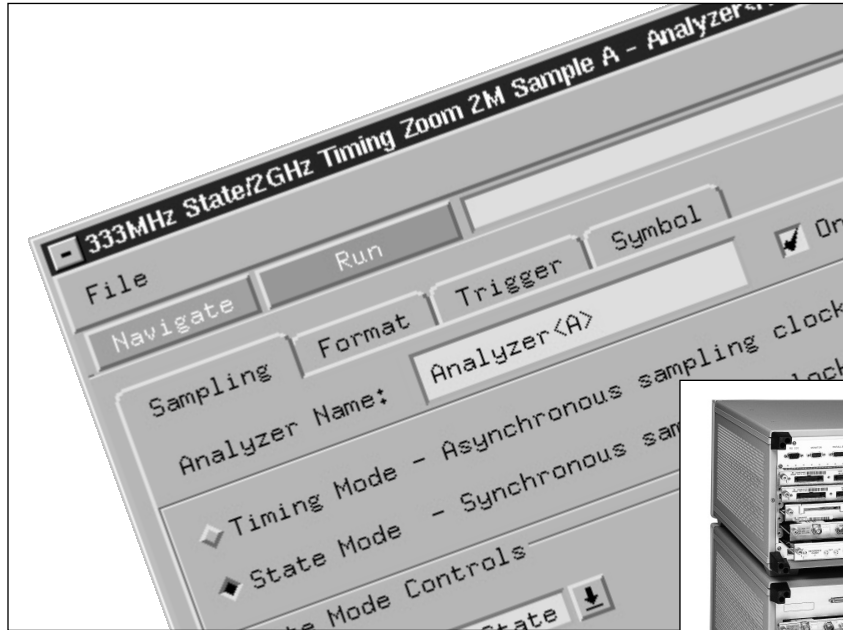 333MHz State/2GHz Timing Zoom 2M Sample A - Analyzer
File
Navigate Run
Sampling Format Trigger Symbol
Analyzer Name: Analyzer<A>
Timing Mode - Asynchronous sampling clock
State Mode - Synchronous
Mode Controls
State